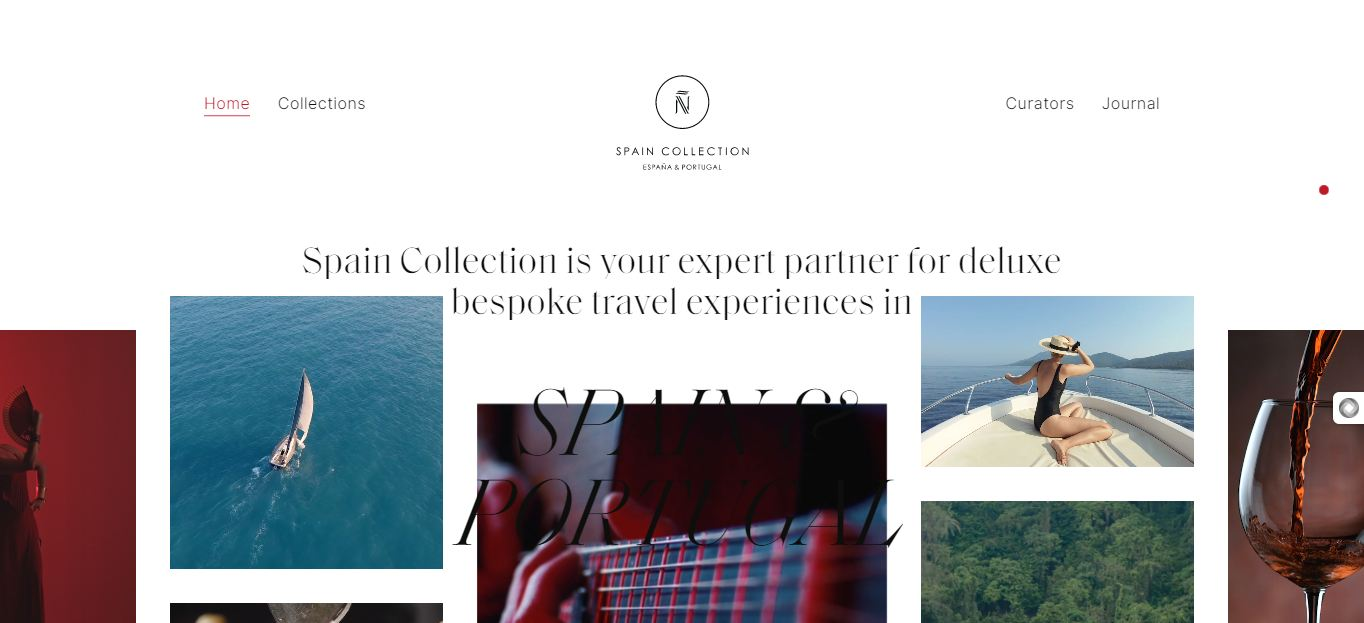 Home
Collections
Ñ
SPAIN COLLECTION
ESPAÑA & PORTUGAL
Curators
Journal
Spain Collection is your expert partner for deluxe
bespoke travel experiences in
SPAIN &
PORTUGAL